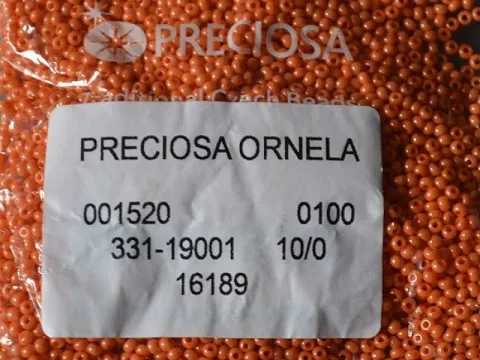 PRECIOSA
Traditional Czech Beads
PRECIOSA ORNELA
001520 0100
331-19001 10/0
16189